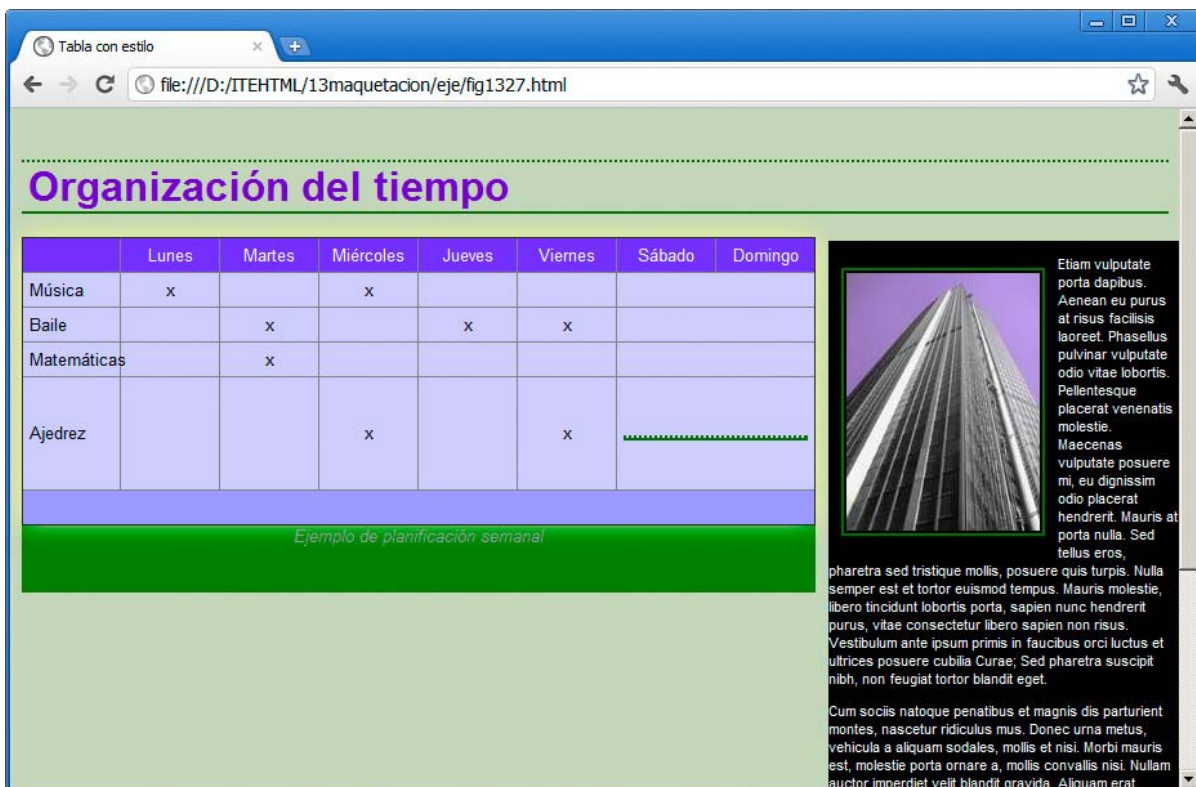 Tabla con estilo
file:///D:/ITEHTML/13maquetacion/eje/fig1327.html
Organización del tiempo
Lunes Martes Miércoles Jueves Viernes Sábado Domingo
Música x x
Baile x x x
Matemáticas x
Ajedrez x x
Ejemplo de planificación semanal
Etiam vulputate
porta dapibus.
Aenean eu purus
at risus facilisis
laoreet. Phasellus
pulvinar vulputate
odio vitae lobortis.
Pellentesque
placerat venenatis
molestie.
Maecenas
vulputate posuere
mi, eu dignissim
odio placerat
hendrerit. Mauris at
porta nulla. Sed
tellus eros,
pharetra sed tristique mollis, posuere quis turpis. Nulla
semper est et tortor euismod tempus. Mauris molestie,
libero tincidunt lobortis porta, sapien nunc hendrerit
purus, vitae consectetur libero sapien non risus.
Vestibulum ante ipsum primis in faucibus orci luctus et
ultrices posuere cubilia Curae; Sed pharetra suscipit
nibh, non feugiat tortor blandit eget.
Cum sociis natoque penatibus et magnis dis parturient
montes, nascetur ridiculus mus. Donec urna metus,
vehicula a aliquam sodales, mollis et nisi. Morbi mauris
est, molestie porta ornare a, mollis convallis nisi. Nullam
auctor imperdiet velit blandit gravida. Aliquam erat